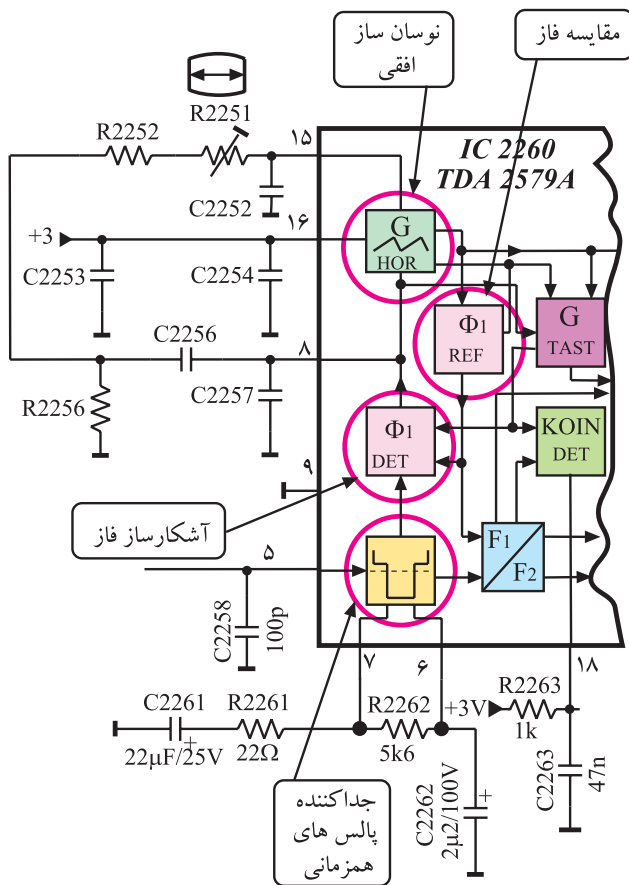 نوسان ساز
افقی
مقایسه فاز
R2251
R2252
۱۵
IC 2260
TDA 2579A
C2252
۱۶
G
HOR
+3
C2253
C2254
Φ1
REF
G
TAST
C2256
۸
C2257
R2256
Φ1
DET
KOIN
DET
۹
آشکارساز فاز
۵
F1
F2
C2258
100p
۷
۶
۱۸
R2263
+3V
1k
C2261
R2261
R2262
22µF/25V
+
22Ω
5k6
C2262
2µ2/100V
+
C2263
47n
جداکننده
پالس های
همزمانی